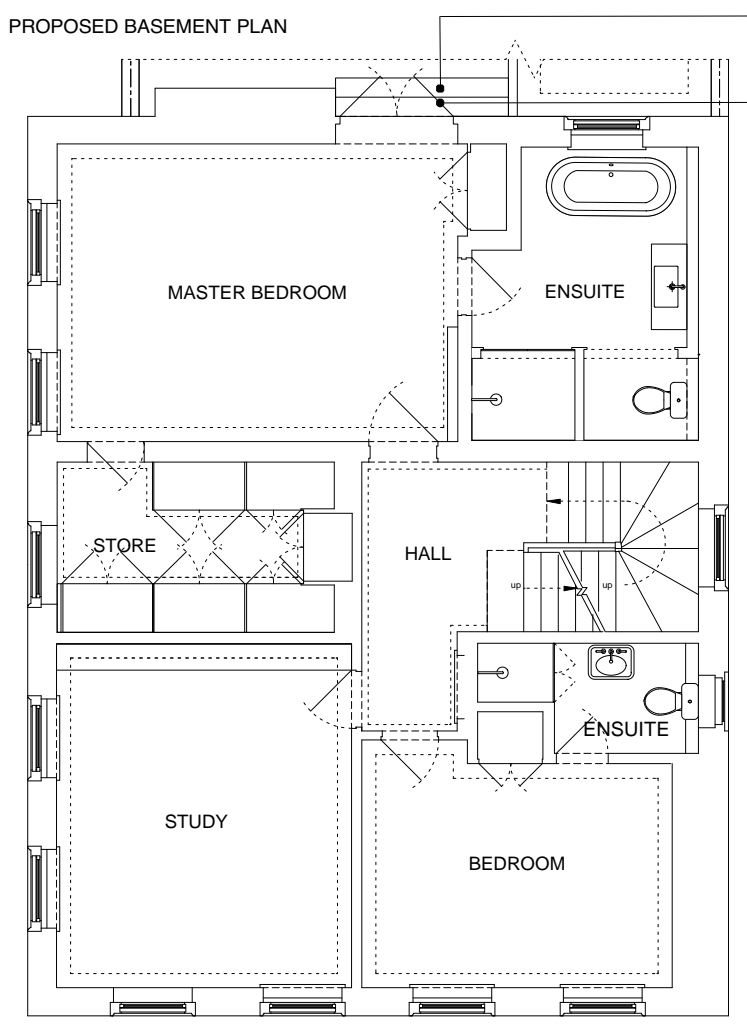 PROPOSED BASEMENT PLAN
MASTER BEDROOM
ENSUITE
STORE
HALL
up
up
ENSUITE
STUDY
BEDROOM